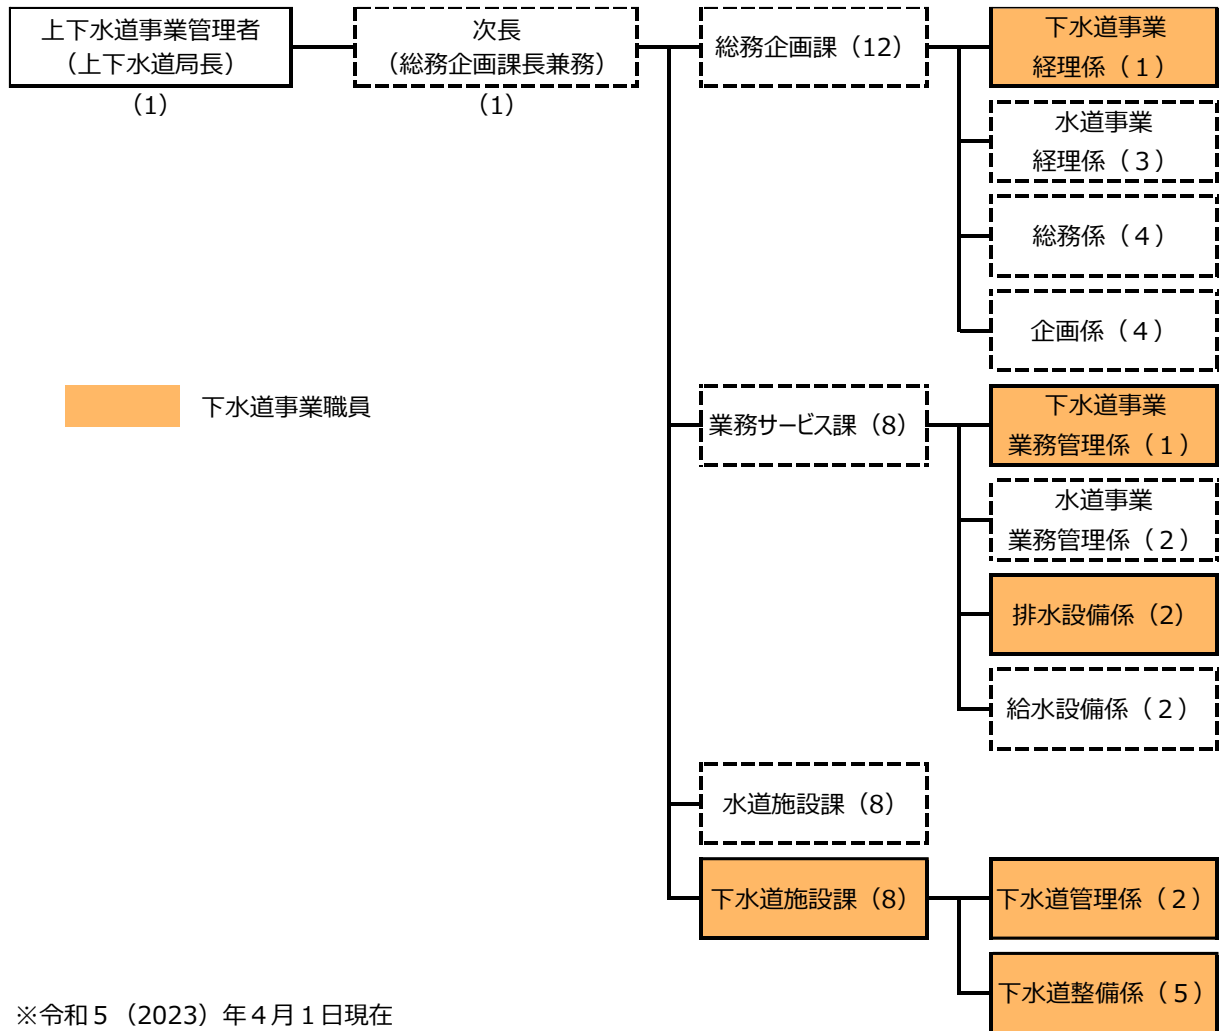 上下水道事業管理者
（上下水道局長）
（1）
次長
（総務企画課長兼務）
（1）
総務企画課（12）
下水道事業
経理係（１）
水道事業
経理係（３）
総務係（４）
企画係（４）
下水道事業職員
業務サービス課（8）
下水道事業
業務管理係（１）
水道事業
業務管理係（２）
排水設備係（2）
給水設備係（２）
水道施設課（8）
下水道施設課（8）
下水道管理係（２）
下水道整備係（５）
※令和５（2023）年４月１日現在